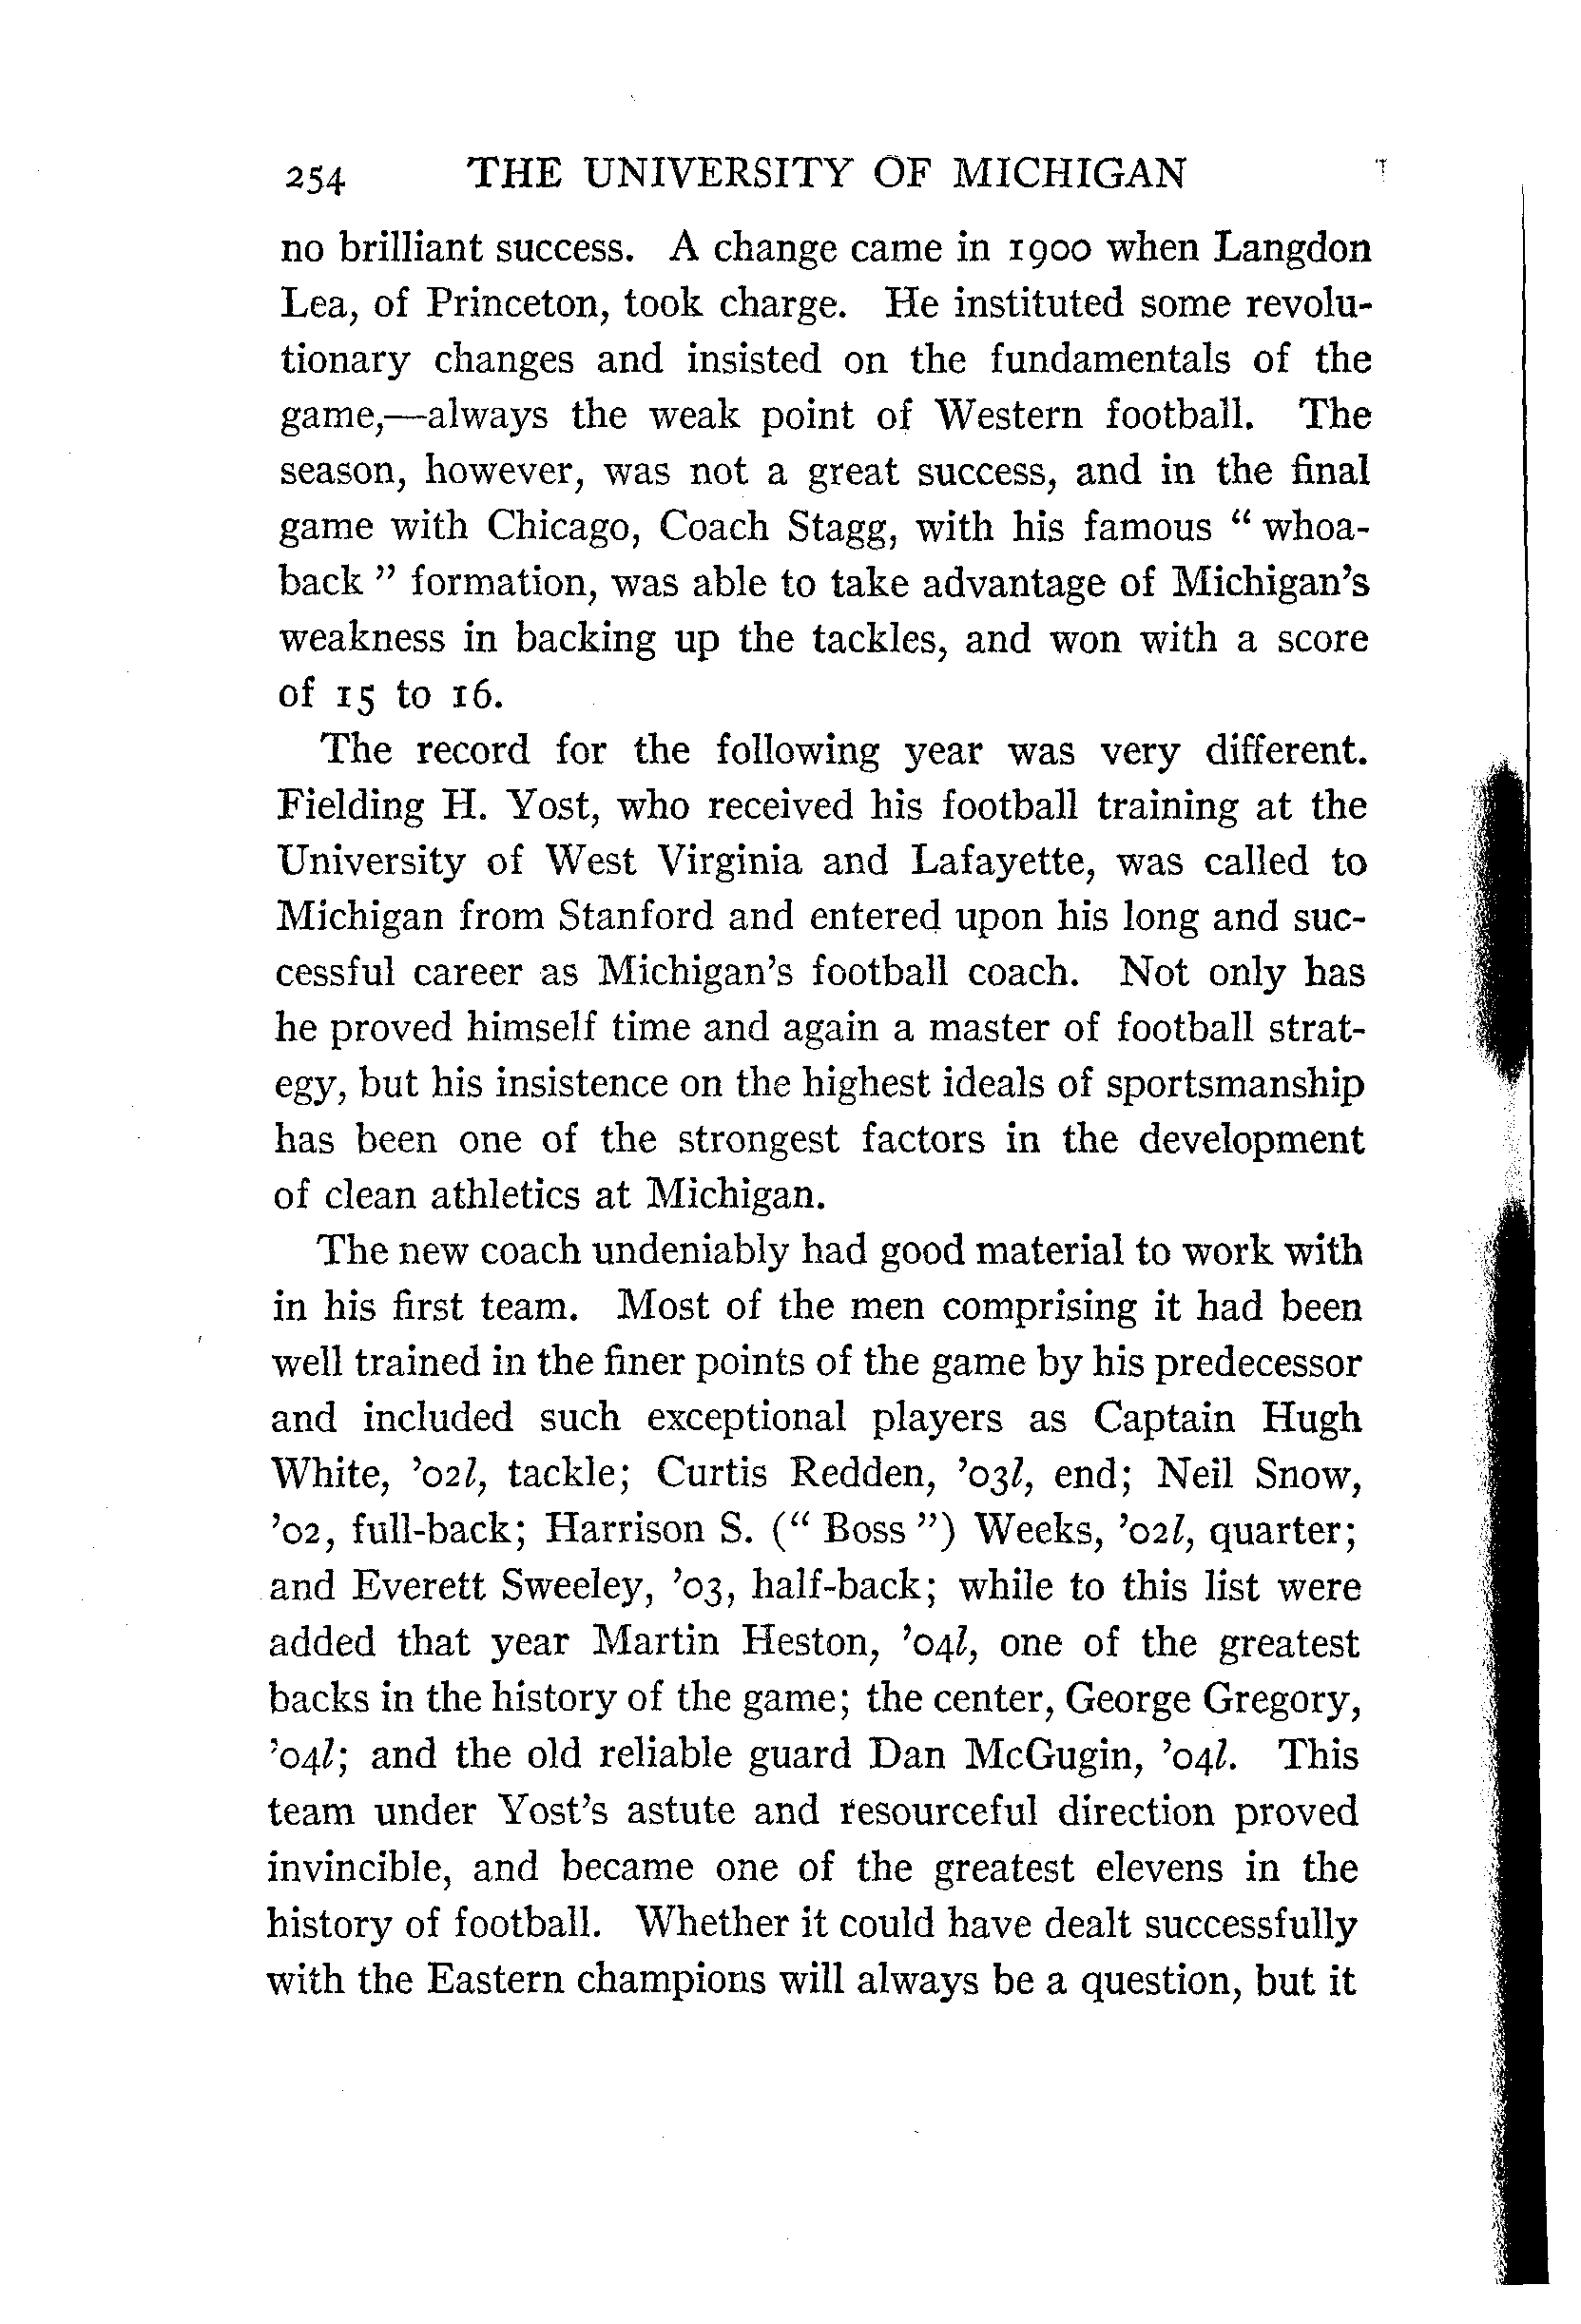 254 THE UNIVERSITY OF MICHIGAN
no brilliant success. A change came in 1900 when Langdon
Lea, of Princeton, took charge. He instituted some revolu-
tionary changes and insisted on the fundamentals of the
game,—always the weak point of Western football. The
season, however, was not a great success, and in the final
game with Chicago, Coach Stagg, with his famous “ whoa-
back ” formation, was able to take advantage of Michigan’s
weakness in backing up the tackles, and won with a score
of 15 to 16.
The record for the following year was very different.
Fielding H. Yost, who received his football training at the
University of West Virginia and Lafayette, was called to
Michigan from Stanford and entered upon his long and suc-
cessful career as Michigan’s football coach. Not only has
he proved himself time and again a master of football strat-
egy, but his insistence on the highest ideals of sportsmanship
has been one of the strongest factors in the development
of clean athletics at Michigan.
The new coach undeniably had good material to work with
in his first team. Most of the men comprising it had been
well trained in the finer points of the game by his predecessor
and included such exceptional players as Captain Hugh
White, ’02l, tackle; Curtis Redden, ’03l, end; Neil Snow,
’02, full-back; Harrison S. (“ Boss ”) Weeks, ’02l, quarter;
and Everett Sweeley, ’03, half-back; while to this list were
added that year Martin Heston, ’04l, one of the greatest
backs in the history of the game; the center, George Gregory,
’04l; and the old reliable guard Dan McGugin, ’04l. This
team under Yost’s astute and resourceful direction proved
invincible, and became one of the greatest elevens in the
history of football. Whether it could have dealt successfully
with the Eastern champions will always be a question, but it